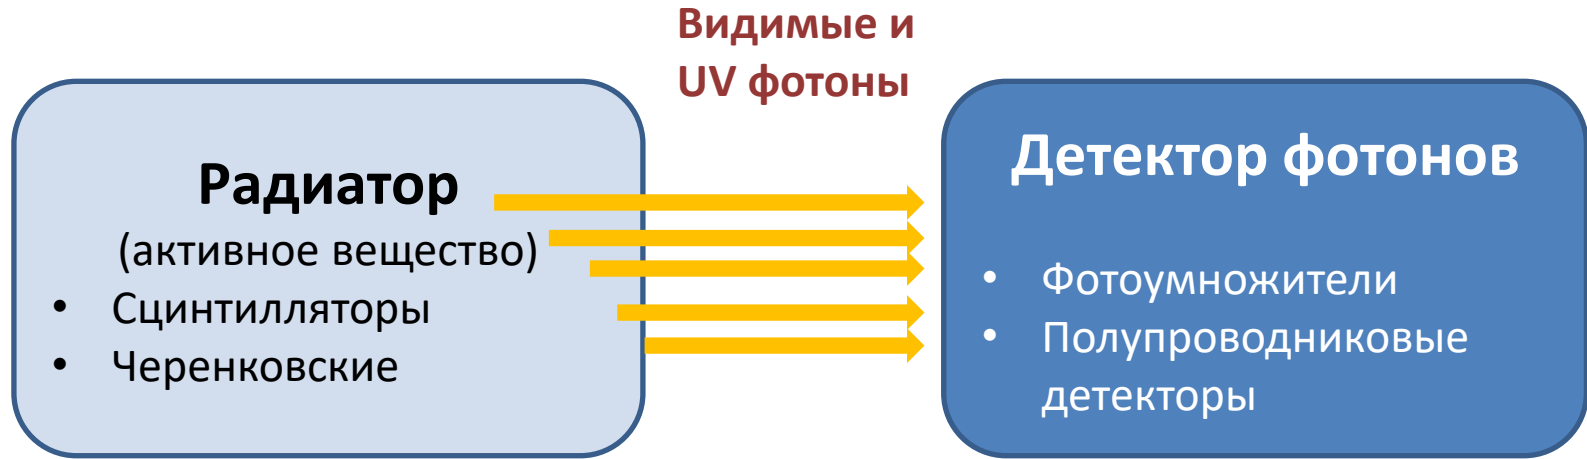 Видимые и
UV фотоны
Радиатор
(активное вещество)
• Сцинтилляторы
• Черенковские
Детектор фотонов
• Фотоумножители
• Полупроводниковые
детекторы